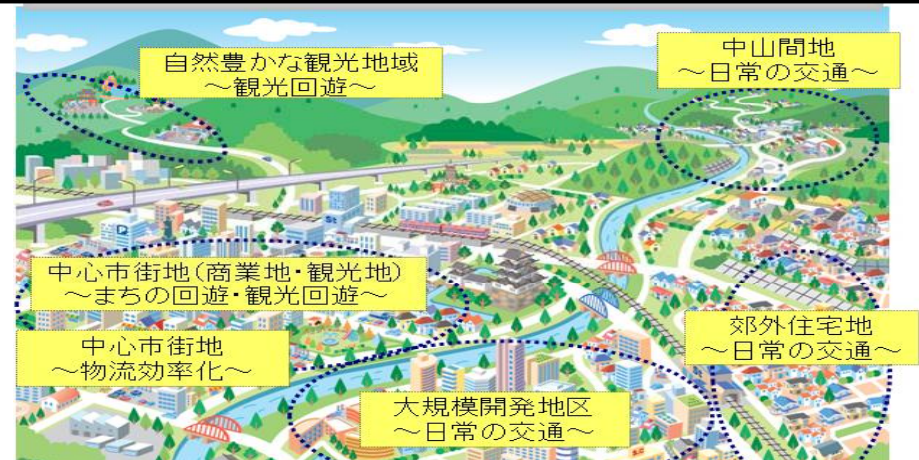 自然豊かな観光地域
～観光回遊～
中山間地
～日常の交通～
中心市街地(商業地・観光地)
～まちの回遊・観光回遊～
中心市街地
～物流効率化～
郊外住宅地
～日常の交通～
大規模開発地区
～日常の交通～
P